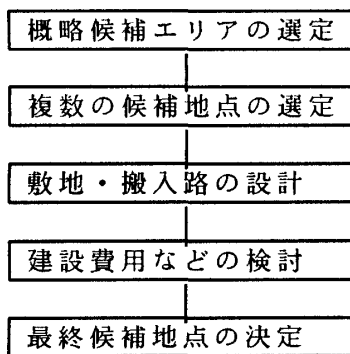 概略候補エリアの選定
複数の候補地点の選定
敷地・搬入路の設計
建設費用などの検討
最終候補地点の決定